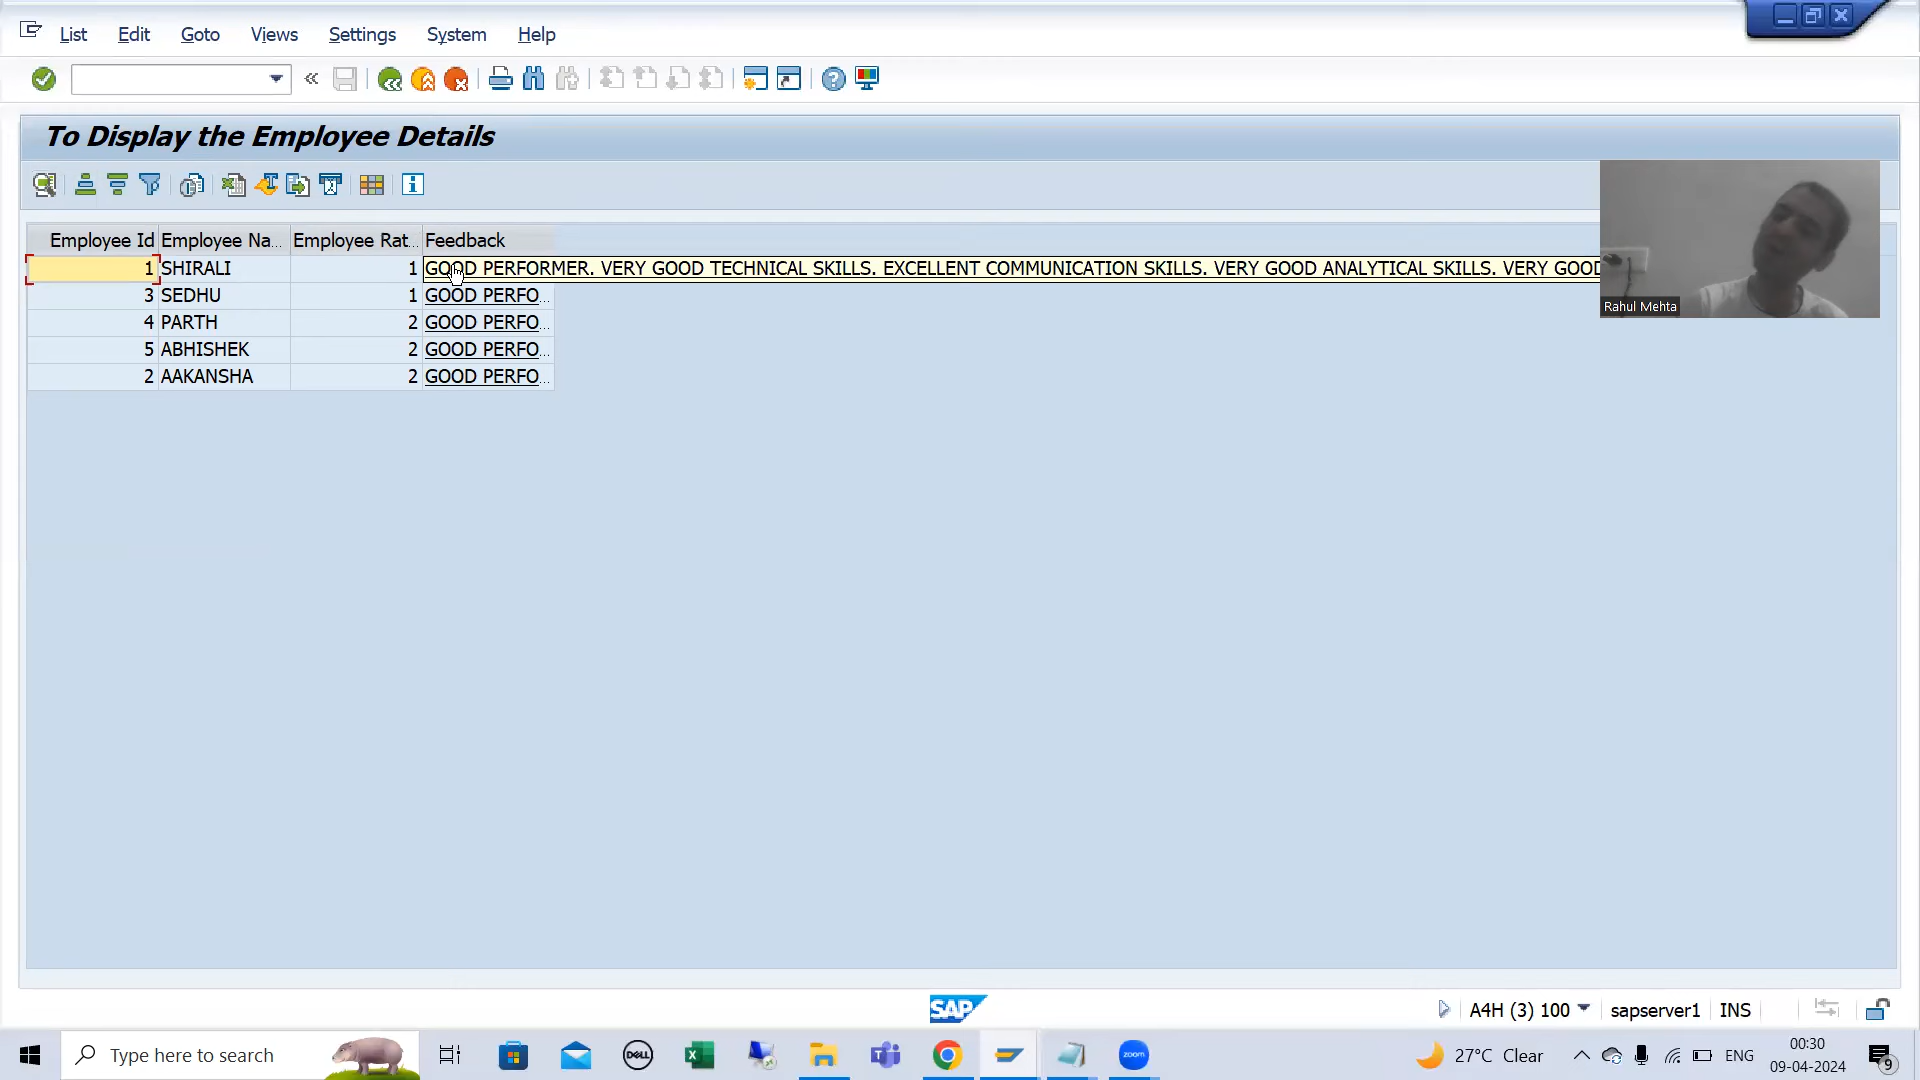 List Edit Goto Views Settings System Help
To Display the Employee Details
Employee Id Employee Na... Employee Rat... Feedback
1 SHIRALI 1 GOOD PERFORMER. VERY GOOD TECHNICAL SKILLS. EXCELLENT COMMUNICATION SKILLS. VERY GOOD ANALYTICAL SKILLS. VERY GOOD
3 SEDHU 1 GOOD PERFO...
4 PARTH 2 GOOD PERFO...
5 ABHISHEK 2 GOOD PERFO...
2 AAKANSHA 2 GOOD PERFO...
Rahul Mehta
SAP A4H (3) 100 sapserver1 INS
Type here to search DELL zoom 27°C Clear ENG 00:30
09-04-2024 9